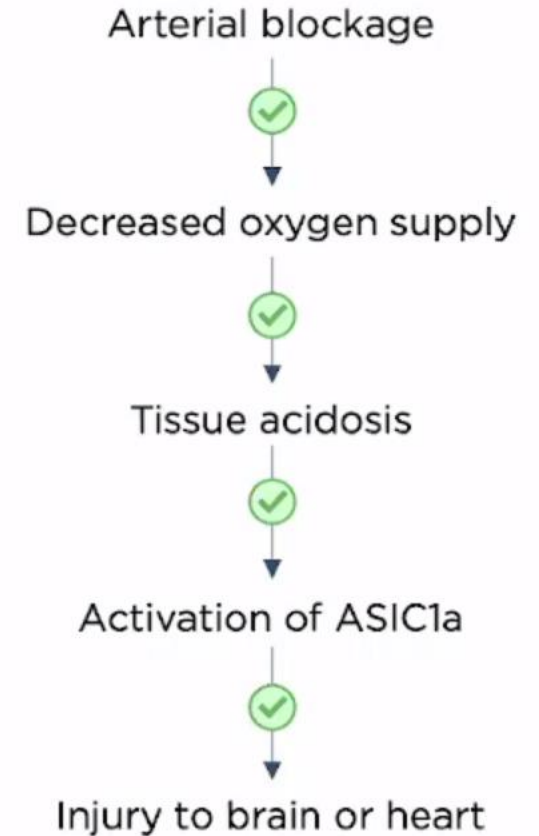 Arterial blockage
Decreased oxygen supply
Tissue acidosis
Activation of ASIC1a
Injury to brain or heart